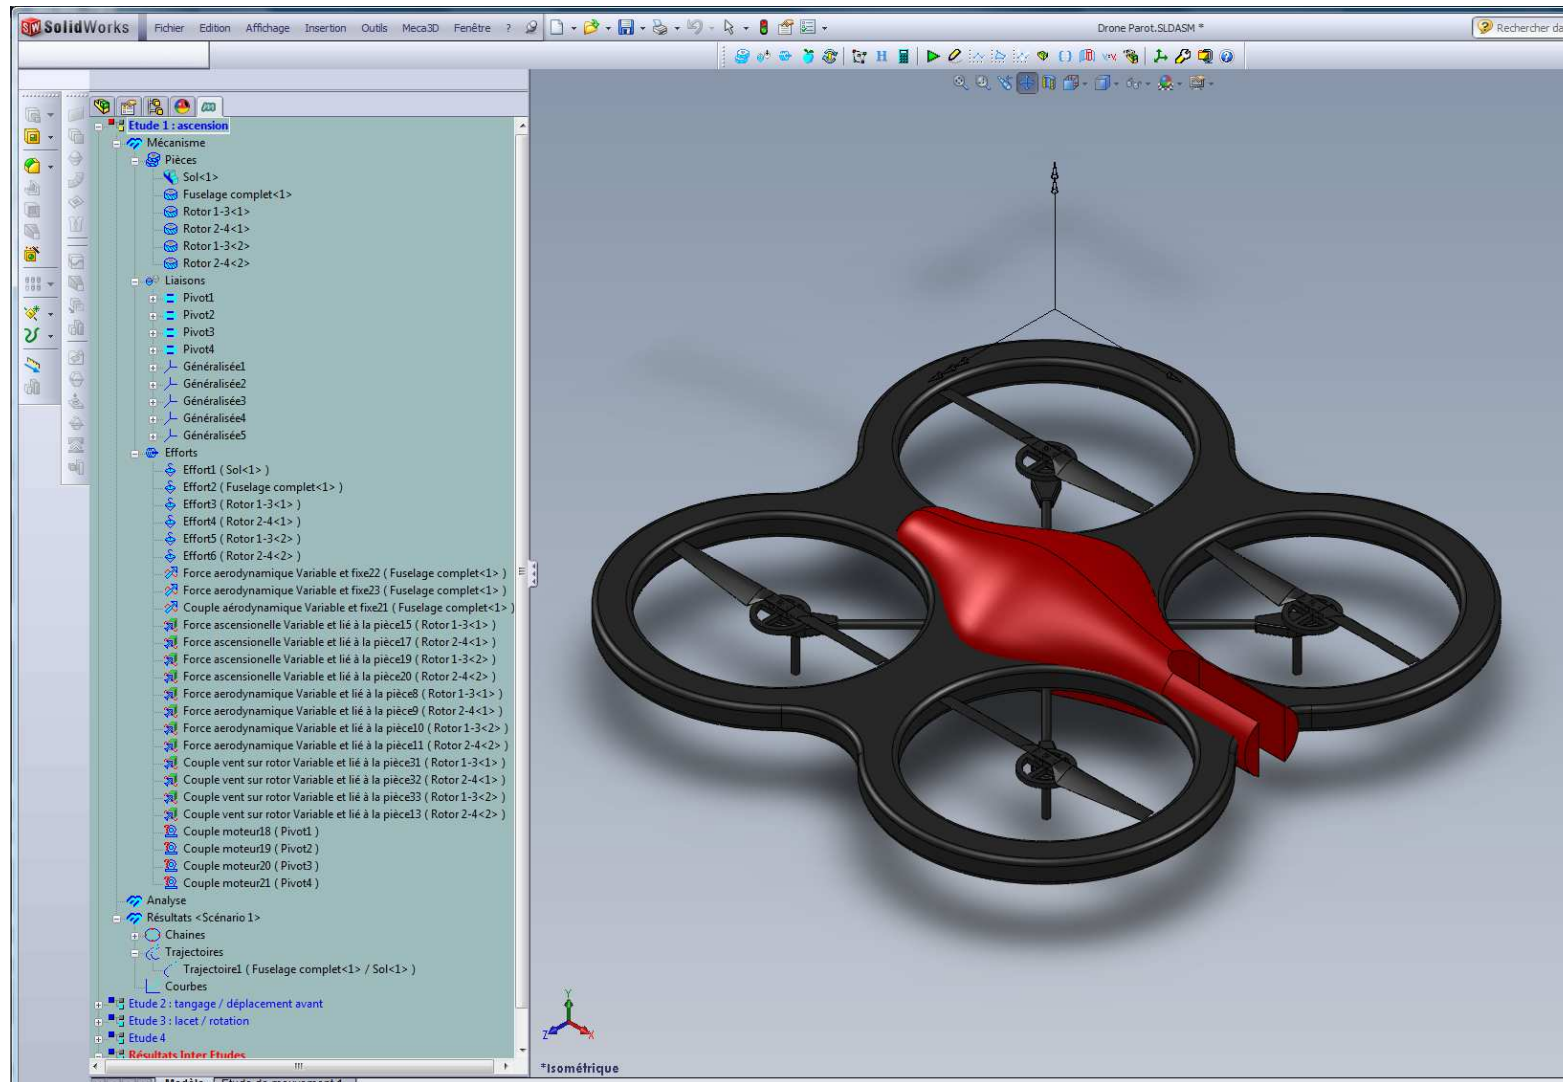 SolidWorks Fichier Edition Affichage Insertion Outils Meca3D Fenêtre ? Drone Parot.SLDASM * Rechercher da
Etude 1 : ascension
Mécanisme
Pièces
Sol<1>
Fuselage complet<1>
Rotor 1-3<1>
Rotor 2-4<1>
Rotor 1-3<2>
Rotor 2-4<2>
Liaisons
Pivot1
Pivot2
Pivot3
Pivot4
Généralisée1
Généralisée2
Généralisée3
Généralisée4
Généralisée5
Efforts
Effort1 ( Sol<1> )
Effort2 ( Fuselage complet<1> )
Effort3 ( Rotor 1-3<1> )
Effort4 ( Rotor 2-4<1> )
Effort5 ( Rotor 1-3<2> )
Effort6 ( Rotor 2-4<2> )
Force aerodynamique Variable et fixe22 ( Fuselage complet<1> )
Force aerodynamique Variable et fixe23 ( Fuselage complet<1> )
Couple aérodynamique Variable et fixe21 ( Fuselage complet<1> )
Force ascensionelle Variable et lié à la pièce15 ( Rotor 1-3<1> )
Force ascensionelle Variable et lié à la pièce17 ( Rotor 2-4<1> )
Force ascensionelle Variable et lié à la pièce19 ( Rotor 1-3<2> )
Force ascensionelle Variable et lié à la pièce20 ( Rotor 2-4<2> )
Force aerodynamique Variable et lié à la pièce8 ( Rotor 1-3<1> )
Force aerodynamique Variable et lié à la pièce9 ( Rotor 2-4<1> )
Force aerodynamique Variable et lié à la pièce10 ( Rotor 1-3<2> )
Force aerodynamique Variable et lié à la pièce11 ( Rotor 2-4<2> )
Couple vent sur rotor Variable et lié à la pièce31 ( Rotor 1-3<1> )
Couple vent sur rotor Variable et lié à la pièce32 ( Rotor 2-4<1> )
Couple vent sur rotor Variable et lié à la pièce33 ( Rotor 1-3<2> )
Couple vent sur rotor Variable et lié à la pièce13 ( Rotor 2-4<2> )
Couple moteur18 ( Pivot1 )
Couple moteur19 ( Pivot2 )
Couple moteur20 ( Pivot3 )
Couple moteur21 ( Pivot4 )
Analyse
Résultats <Scénario 1>
Chaines
Trajectoires
Trajectoire1 ( Fuselage complet<1> / Sol<1> )
Courbes
Etude 2 : tangage / déplacement avant
Etude 3 : lacet / rotation
Etude 4
Résultats Inter Etudes
Y
Z X
*Isométrique
Modèle Etude de mouvement 1